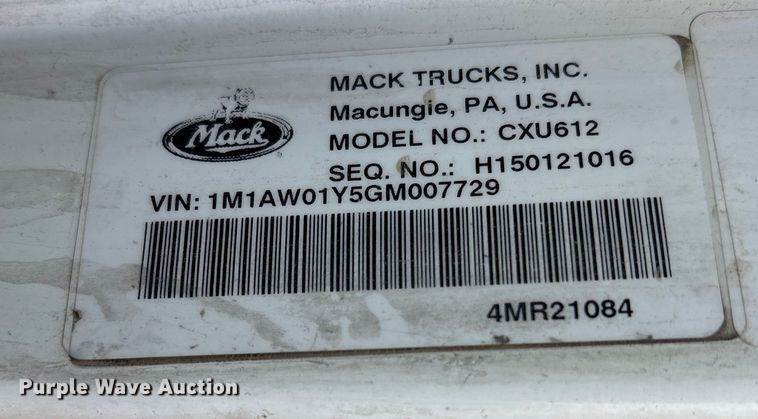 Mack
MACK TRUCKS, INC.
Macungie, PA, U.S.A.
MODEL NO.: CXU612
SEQ. NO.: H150121016
VIN: 1M1AW01Y5GM007729
4MR21084
Purple Wave Auction